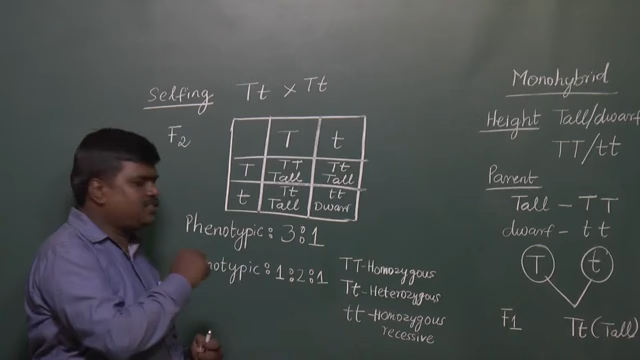 Selfing Tt × Tt
F2
T t
T TT Tall Tt Tall
t Tt Tall tt Dwarf
Phenotypic: 3:1
notypic: 1:2:1
TT-Homozygous
Tt-Heterozygous
tt-Homozygous
recessive
Monohybrid
Height Tall/dwarf
TT/tt
Parent
Tall - TT
dwarf - tt
T t
F1 Tt (Tall)